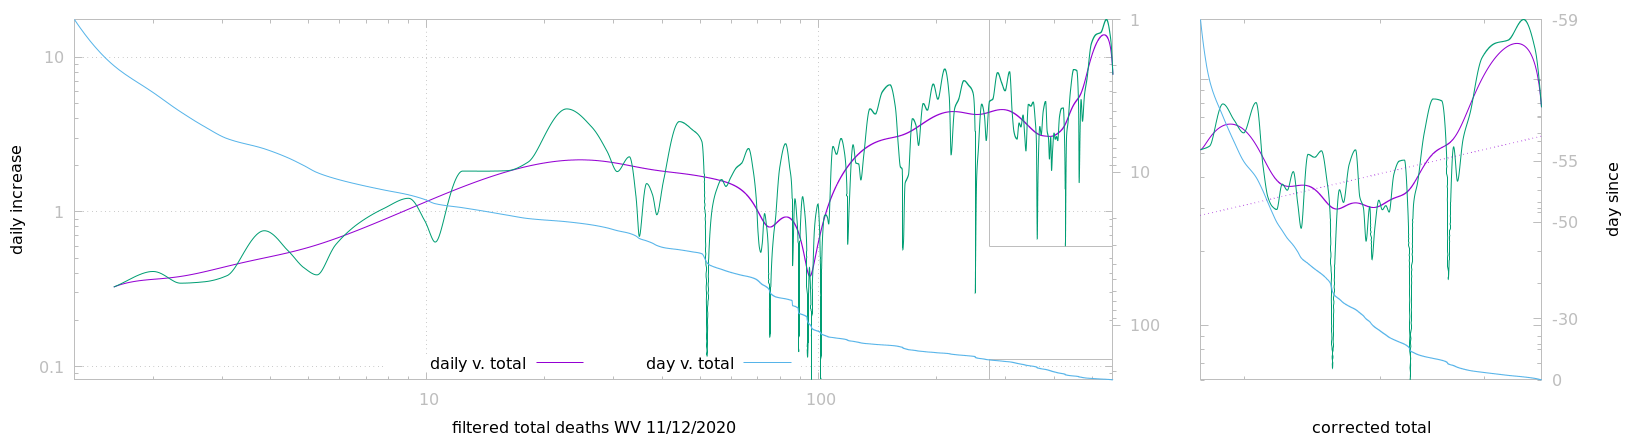 1
-59
10
daily increase
10
-55
1
-50
day since
100
-30
daily v. total
day v. total
0.1
0
10
100
filtered total deaths WV 11/12/2020
corrected total